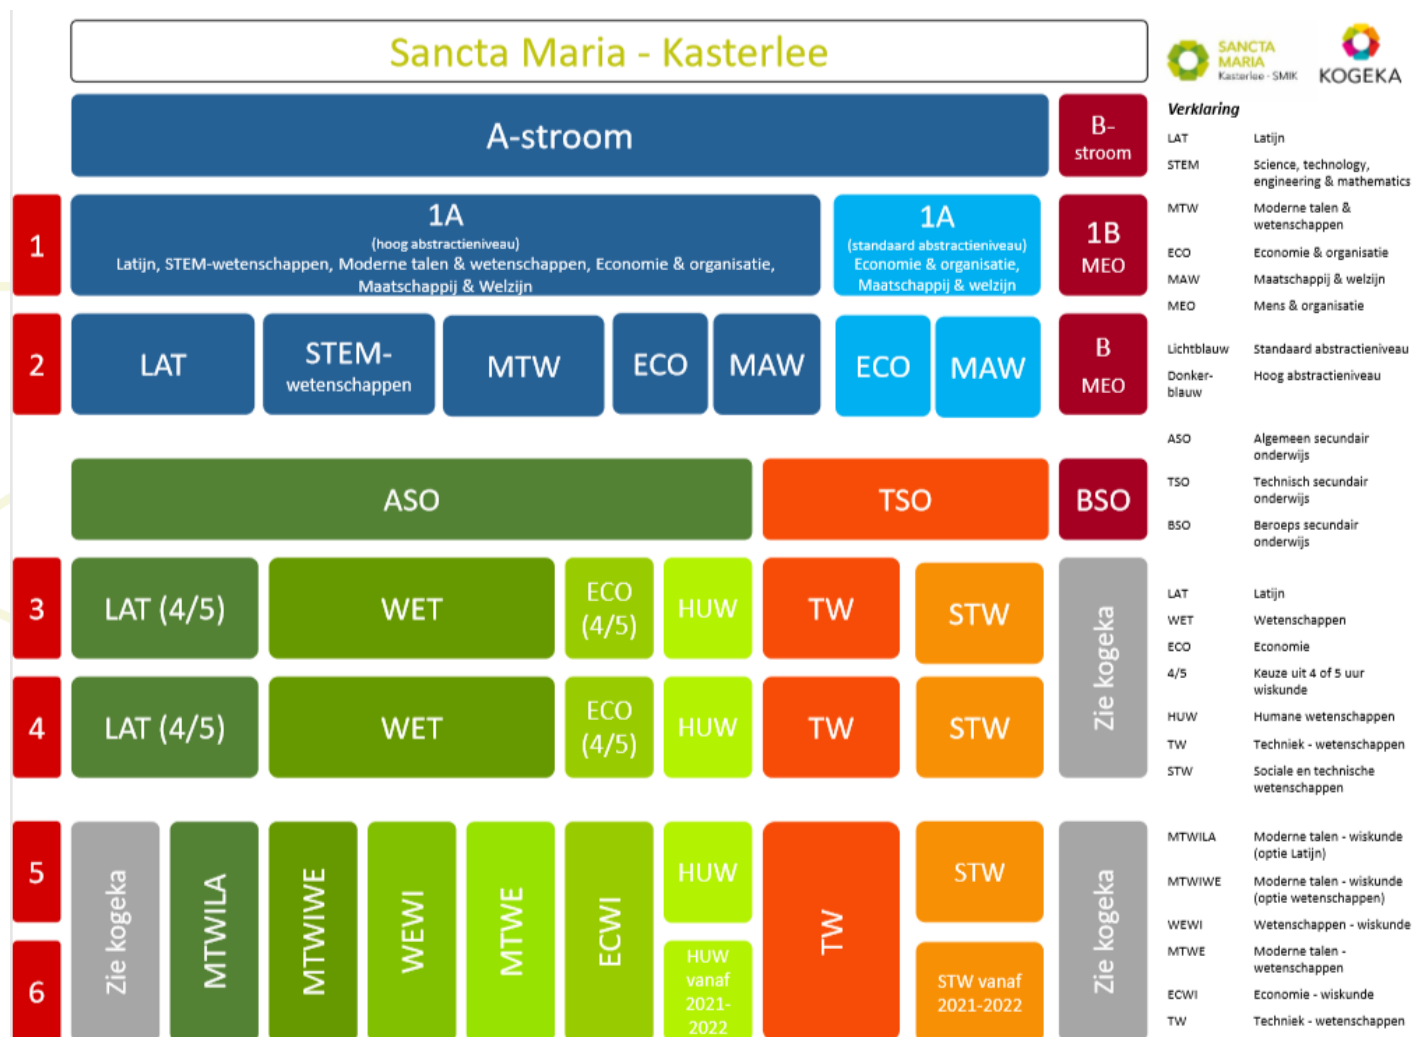 Sancta Maria - Kasterlee
SANCTA
MARIA
Kasterlee - SMIK
KOGEKA
A-stroom
B-
stroom
1
1A
(hoog abstractieniveau)
Latijn, STEM-wetenschappen, Moderne talen & wetenschappen, Economie & organisatie,
Maatschappij & Welzijn
1A
(standaard abstractieniveau)
Economie & organisatie,
Maatschappij & welzijn
1B
MEO
2
LAT
STEM-
wetenschappen
MTW
ECO
MAW
ECO
MAW
B
MEO
ASO
TSO
BSO
3
LAT (4/5)
WET
ECO
(4/5)
HUW
TW
STW
Zie kogeka
4
LAT (4/5)
WET
ECO
(4/5)
HUW
TW
STW
5
Zie kogeka
MTWILA
MTWIWE
WEWI
MTWE
ECWI
HUW
TW
STW
Zie kogeka
6
HUW
vanaf
2021-
2022
STW vanaf
2021-2022
Verklaring
LAT Latijn
STEM Science, technology,
engineering & mathematics
MTW Moderne talen &
wetenschappen
ECO Economie & organisatie
MAW Maatschappij & welzijn
MEO Mens & organisatie
Lichtblauw Standaard abstractieniveau
Donker- Hoog abstractieniveau
blauw
ASO Algemeen secundair
onderwijs
TSO Technisch secundair
onderwijs
BSO Beroeps secundair
onderwijs
LAT Latijn
WET Wetenschappen
ECO Economie
4/5 Keuze uit 4 of 5 uur
wiskunde
HUW Humane wetenschappen
TW Techniek - wetenschappen
STW Sociale en technische
wetenschappen
MTWILA Moderne talen - wiskunde
(optie Latijn)
MTWIWE Moderne talen - wiskunde
(optie wetenschappen)
WEWI Wetenschappen - wiskunde
MTWE Moderne talen -
wetenschappen
ECWI Economie - wiskunde
TW Techniek - wetenschappen